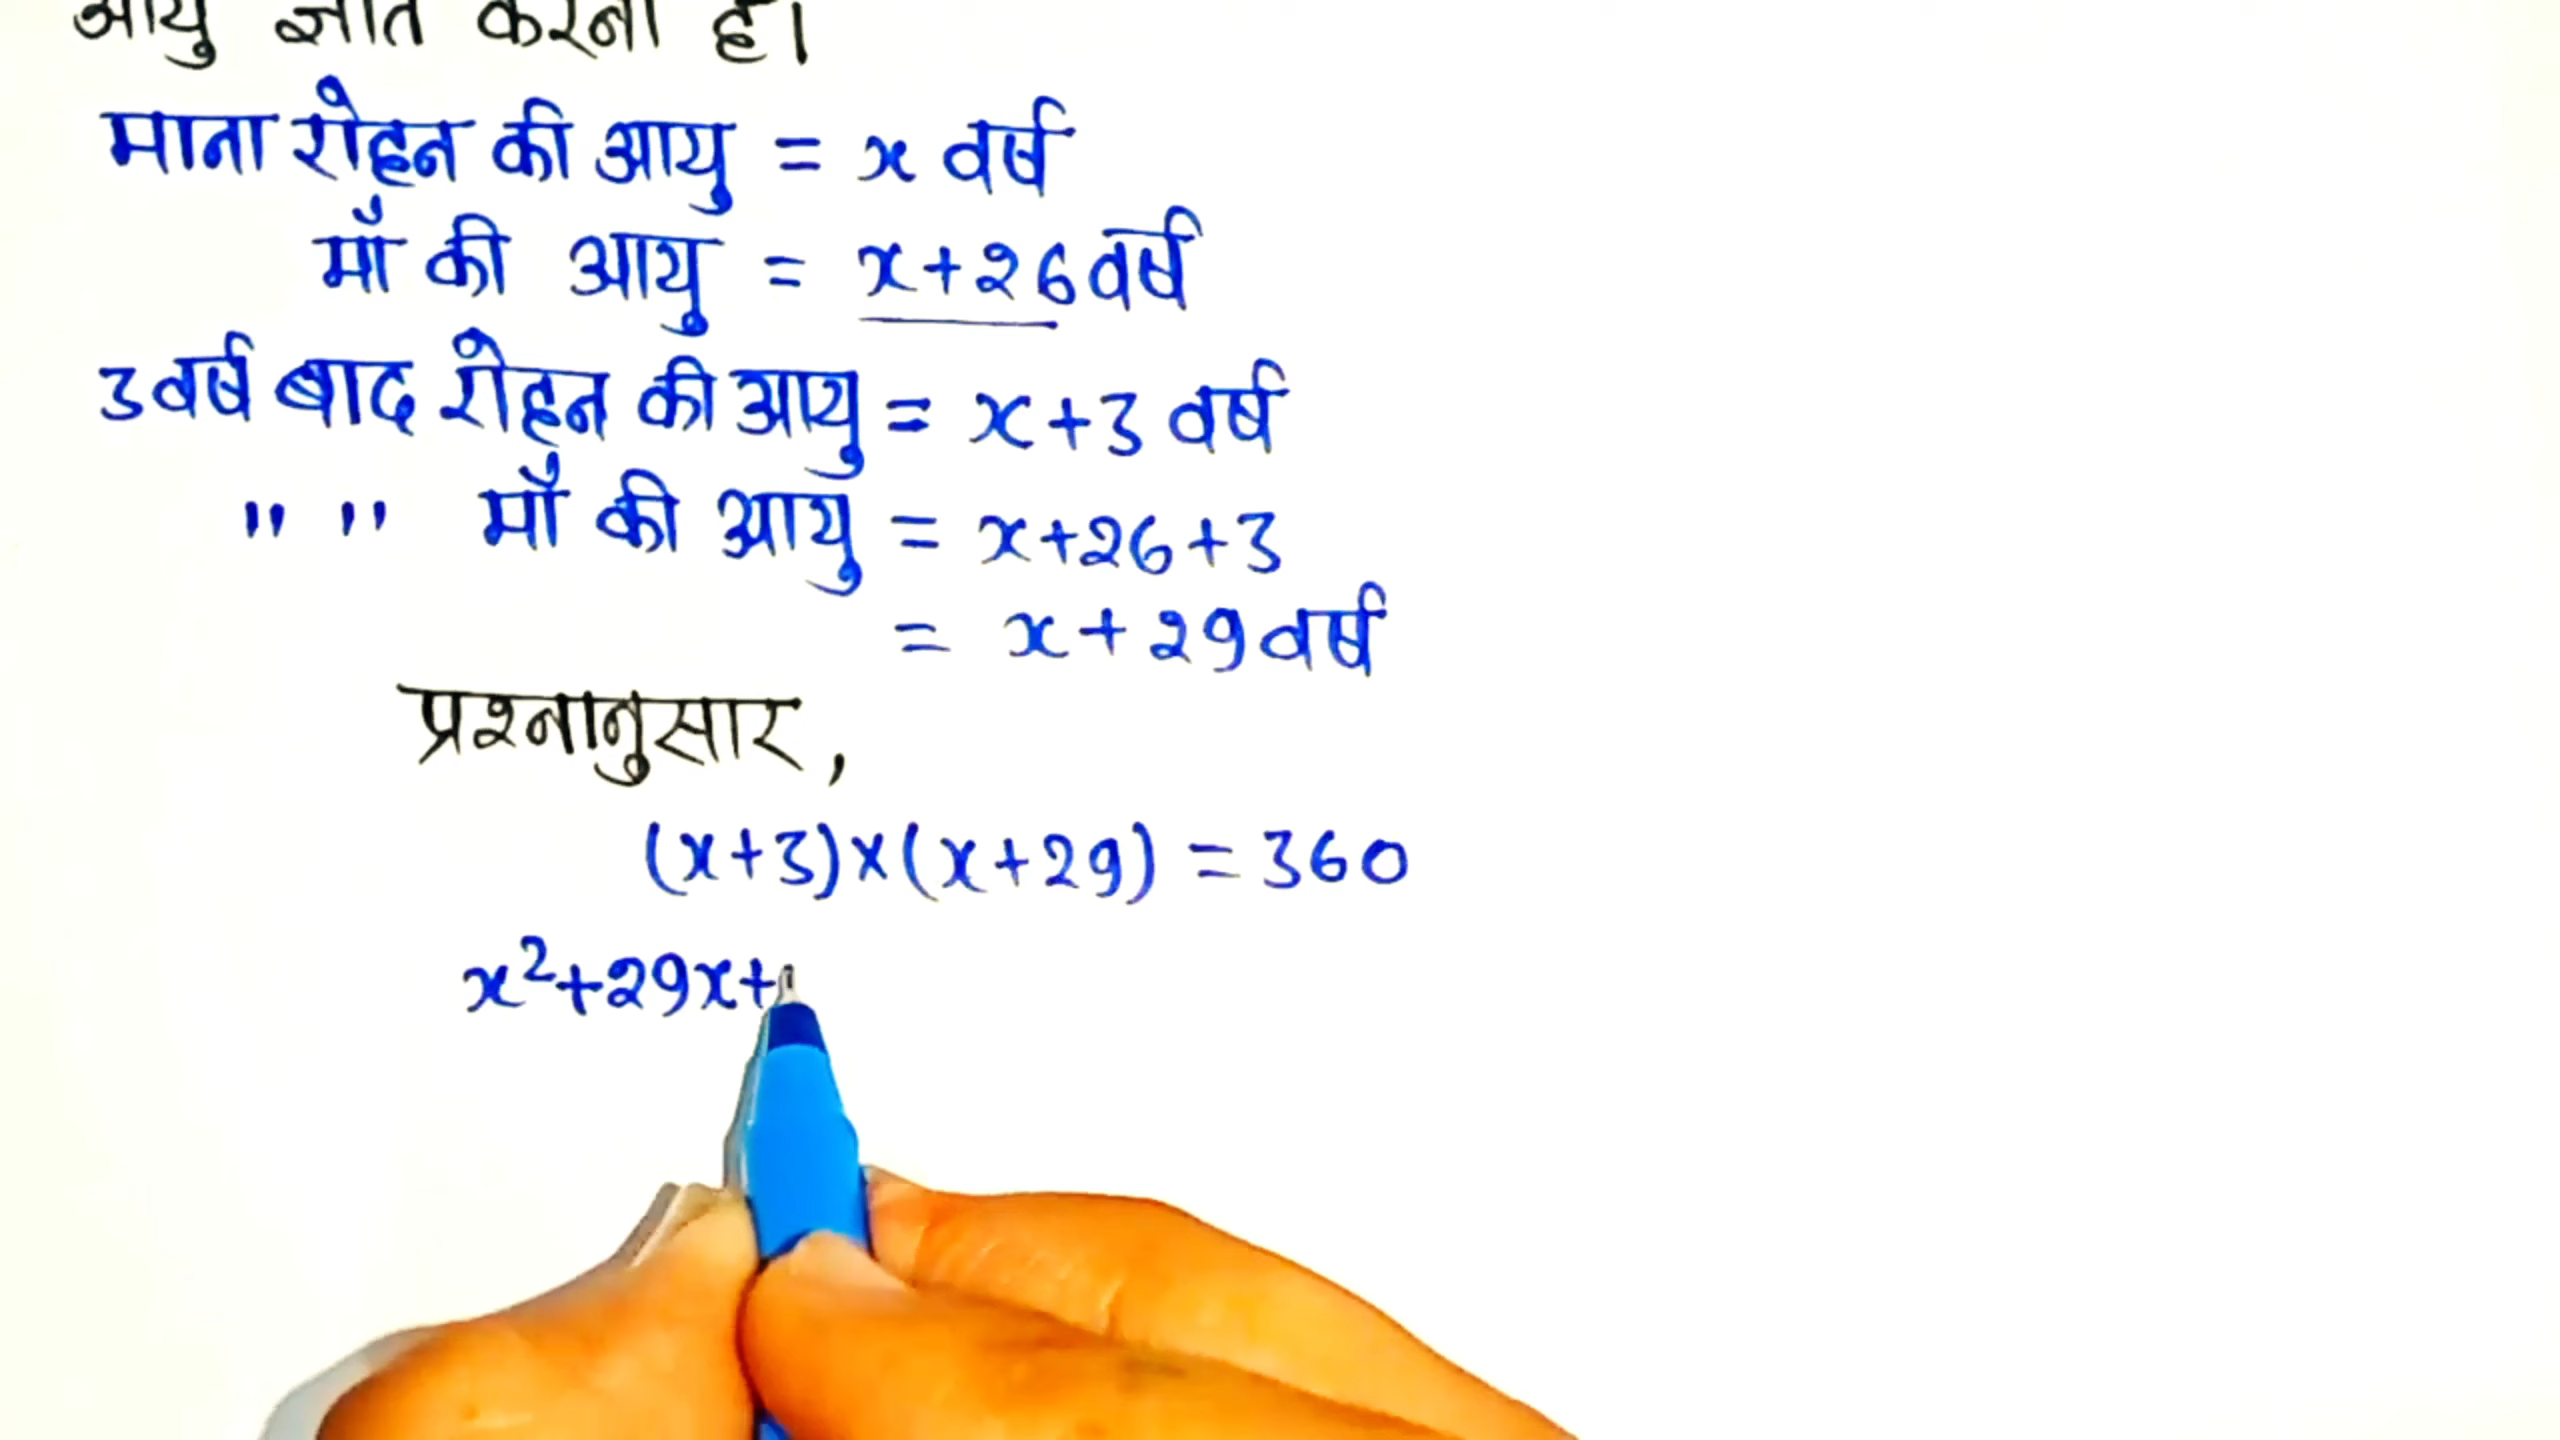 आयु ज्ञात करना है।
माना रोहन की आयु = x वर्ष
माँ की आयु = x+26 वर्ष
3 वर्ष बाद रोहन की आयु = x+3 वर्ष
" " माँ की आयु = x+26+3
= x+29 वर्ष
प्रश्नानुसार,
(x+3)×(x+29) = 360
x²+29x+